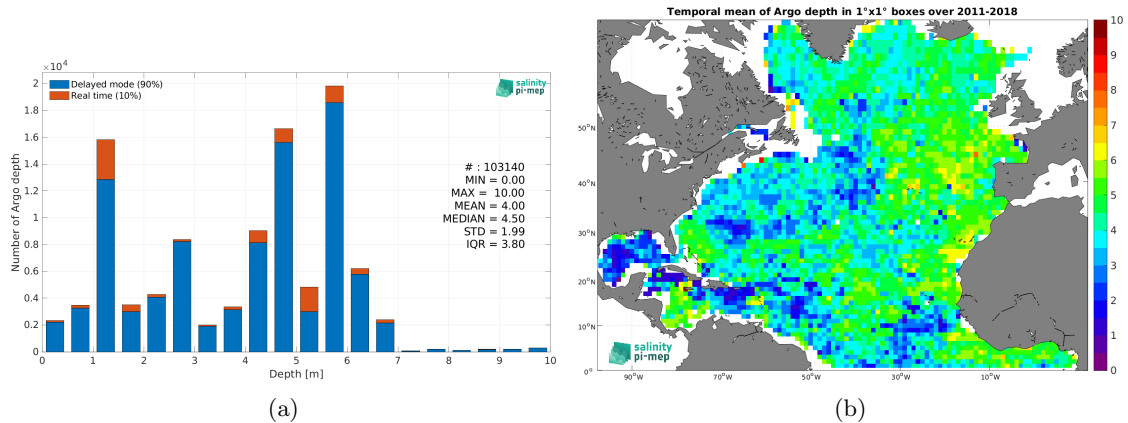 ×10⁴
Delayed mode (90%)
Real time (10%)
salinity
pi-mep
Number of Argo depth
2
1.8
1.6
1.4
1.2
1
0.8
0.6
0.4
0.2
0
# : 103140
MIN = 0.00
MAX = 10.00
MEAN = 4.00
MEDIAN = 4.50
STD = 1.99
IQR = 3.80
0 1 2 3 4 5 6 7 8 9 10
Depth [m]
(a)
Temporal mean of Argo depth in 1°x1° boxes over 2011-2018
50°N
40°N
30°N
20°N
10°N
0°
90°W 70°W 50°W 30°W 10°W
salinity
pi-mep
10
9
8
7
6
5
4
3
2
1
0
(b)